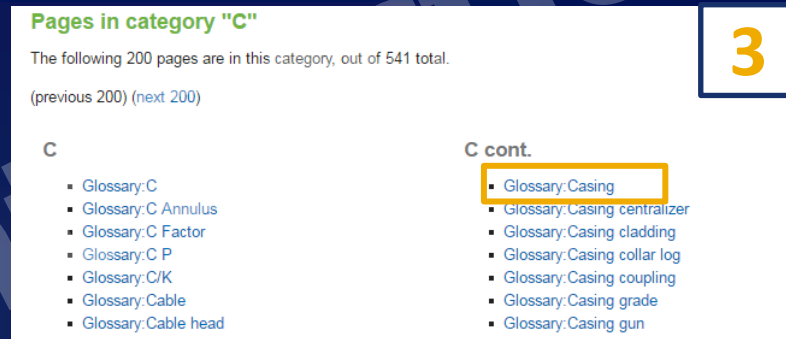 Pages in category "C"
The following 200 pages are in this category, out of 541 total.
(previous 200) (next 200)
3
C
Glossary:C
Glossary:C Annulus
Glossary:C Factor
Glossary:C P
Glossary:C/K
Glossary:Cable
Glossary:Cable head
C cont.
Glossary:Casing
Glossary:Casing centralizer
Glossary:Casing cladding
Glossary:Casing collar log
Glossary:Casing coupling
Glossary:Casing grade
Glossary:Casing gun